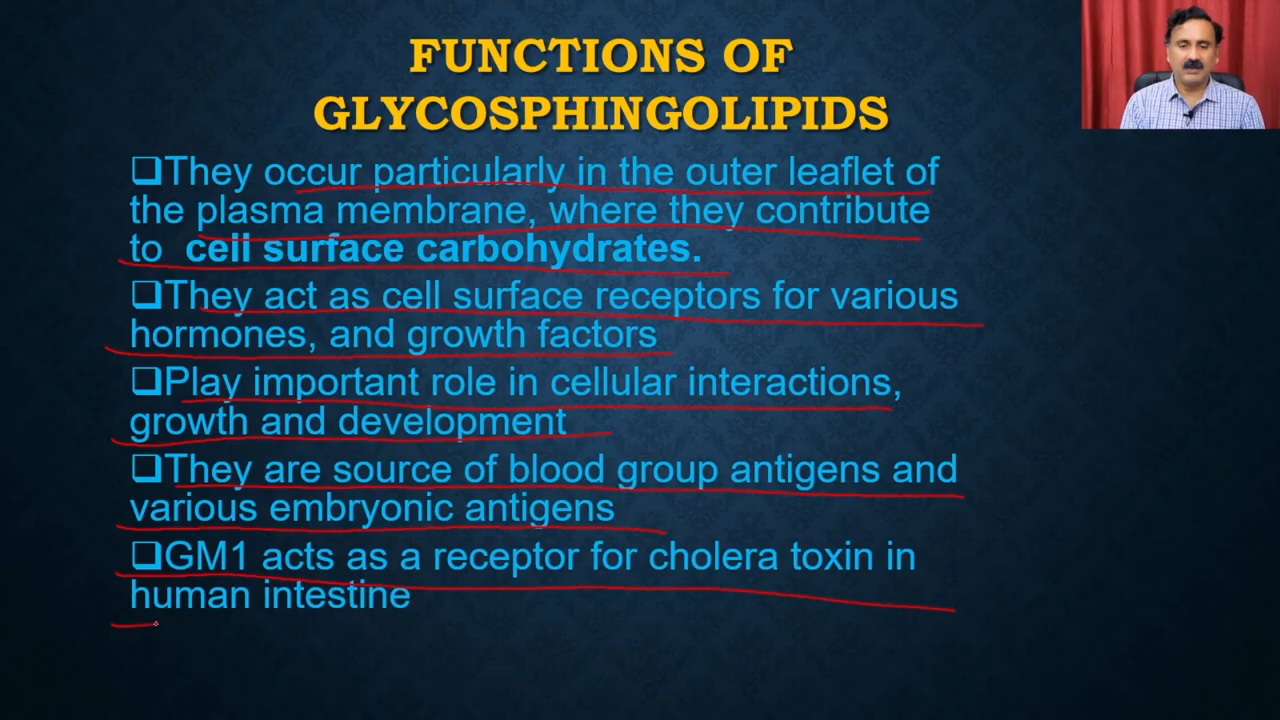 FUNCTIONS OF
GLYCOSPHINGOLIPIDS
❑They occur particularly in the outer leaflet of
the plasma membrane, where they contribute
to cell surface carbohydrates.
❑They act as cell surface receptors for various
hormones, and growth factors
❑Play important role in cellular interactions,
growth and development
❑They are source of blood group antigens and
various embryonic antigens
❑GM1 acts as a receptor for cholera toxin in
human intestine